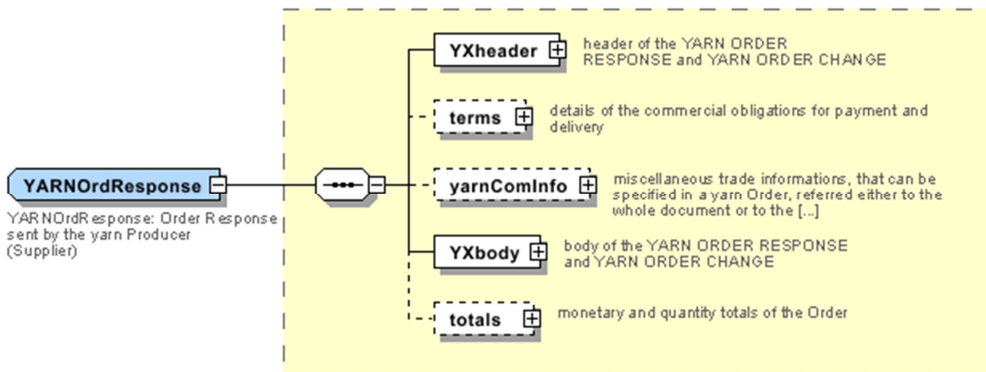 YXheader
header of the YARN ORDER
RESPONSE and YARN ORDER CHANGE
terms
details of the commercial obligations for payment and
delivery
YARNOrdResponse
YARNOrdResponse: Order Response
sent by the yarn Producer
(Supplier)
yarnComInfo
miscellaneous trade informations, that can be
specified in a yarn Order, referred either to the
whole document or to the [...]
YXbody
body of the YARN ORDER RESPONSE
and YARN ORDER CHANGE
totals
monetary and quantity totals of the Order